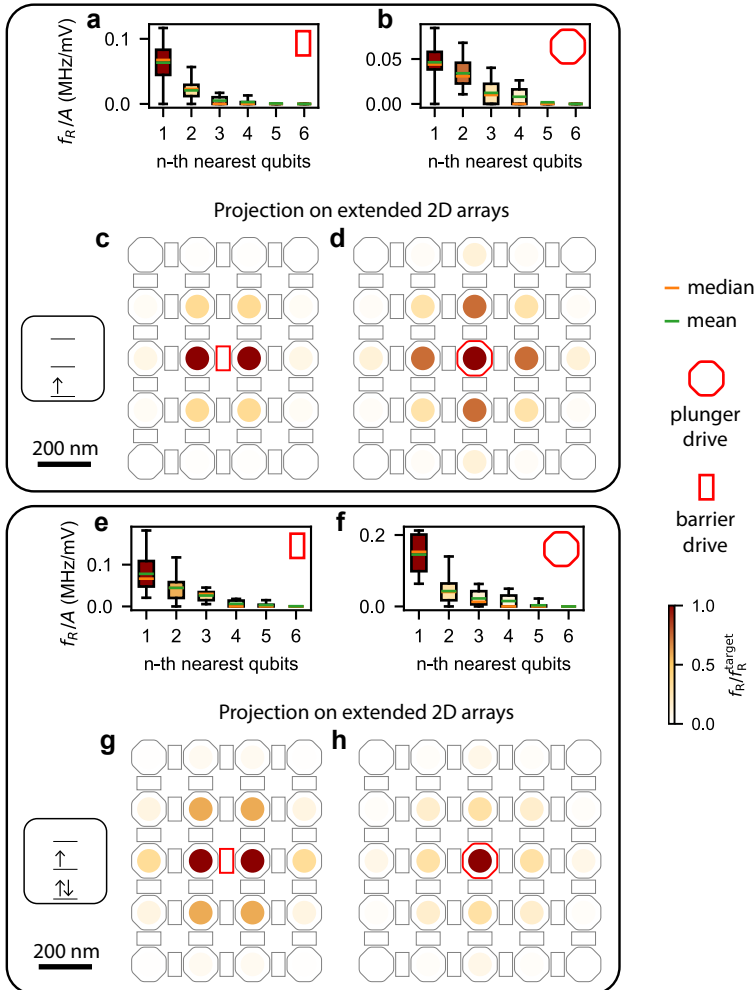 a
b
0.1
0.0
f_R/A (MHz/mV)
1 2 3 4 5 6
n-th nearest qubits
0.05
0.00
1 2 3 4 5 6
n-th nearest qubits
Projection on extended 2D arrays
c
d
↑
200 nm
median
mean
plunger
drive
barrier
drive
e
f
0.1
0.0
f_R/A (MHz/mV)
1 2 3 4 5 6
n-th nearest qubits
0.2
0.0
1 2 3 4 5 6
n-th nearest qubits
1.0
0.5
0.0
f_R/f_R^target
Projection on extended 2D arrays
g
h
↑
↑↓
200 nm